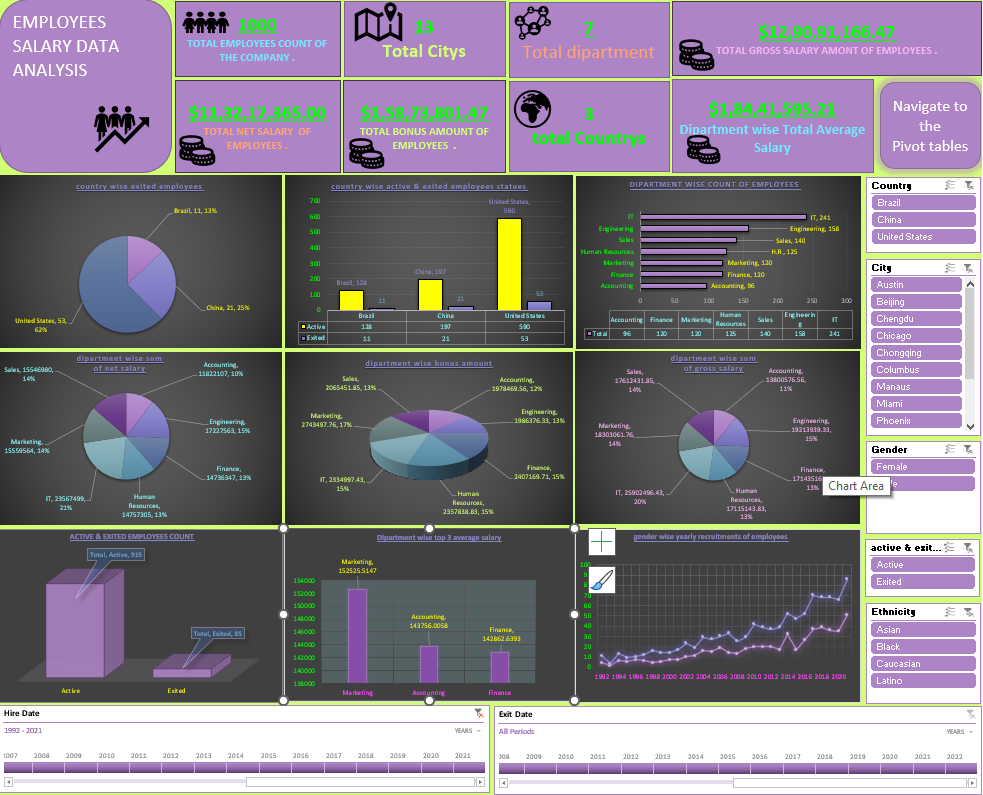 EMPLOYEES
SALARY DATA
ANALYSIS
1000
TOTAL EMPLOYEES COUNT OF
THE COMPANY .
13
Total Citys
7
Total dipartment
$12,90,91,166.47
TOTAL GROSS SALARY AMONT OF EMPLOYEES .
$11,32,17,365.00
TOTAL NET SALARY OF
EMPLOYEES .
$1,58,73,801.47
TOTAL BONUS AMOUNT OF
EMPLOYEES .
3
total Countrys
$1,84,41,595.21
Dipartment wise Total Average
Salary
Navigate to
the
Pivot tables
country wise exited employees
Brazil, 11, 13%
China, 21, 25%
United States, 53,
62%
country wise active & exited employees statues
700
600
500
400
300
200
100
0
Brazil, 128
11
China, 197
21
United States,
590
53
Brazil China United States
Active 128 197 590
Exited 11 21 53
DIPARTMENT WISE COUNT OF EMPLOYEES
IT IT, 241
Engineering Engineering, 158
Sales Sales, 140
Human Resources H.R , 125
Marketing Marketing, 120
Finance Finance, 120
Accounting Accounting, 96
0 50 100 150 200 250 300
Accounting Finance Marketing Human Resources Sales Engineering IT
Total 96 120 120 125 140 158 241
Country
Brazil
China
United States
City
Austin
Beijing
Chengdu
Chicago
Chongqing
Columbus
Manaus
Miami
Phoenix
Gender
Female
Chart Area
active & exit...
Active
Exited
Ethnicity
Asian
Black
Caucasian
Latino
dipartment wise sum
of net salary
Sales, 15546980,
14%
Accounting,
11822107, 10%
Engineering,
17227563, 15%
Finance,
14736347, 13%
Human
Resources,
14757305, 13%
IT, 23567499,
21%
Marketing,
15559564, 14%
dipartment wise bonus amount
Sales,
2065451.85, 13%
Accounting,
1978469.56, 12%
Engineering,
1986376.33, 13%
Finance,
2407169.71, 15%
Human Resources,
2357838.83, 15%
IT, 2334997.43,
15%
Marketing,
2743497.76, 17%
dipartment wise sum
of gross salary
Sales,
17612431.85,
14%
Accounting,
13800576.56,
11%
Engineering,
19213939.33,
15%
Finance,
13%
Human
Resources,
17115143.83,
13%
IT, 25902496.43,
20%
Marketing,
18303061.76,
14%
ACTIVE & EXITED EMPLOYEES COUNT
Total, Active, 915
Total, Exited, 85
Active Exited
Dipartment wise top 3 average salary
154000
152000
150000
148000
146000
144000
142000
140000
138000
Marketing,
152525.5147
Accounting,
143756.0058
Finance,
142862.6393
Marketing Accounting Finance
gender wise yearly recruitments of employees
80
70
60
50
40
30
20
10
0
1992 1994 1996 1998 2000 2002 2004 2006 2008 2010 2012 2014 2016 2018 2020
Hire Date
1992 - 2021
YEARS
2007 2008 2009 2010 2011 2012 2013 2014 2015 2016 2017 2018 2019 2020 2021
Exit Date
All Periods
YEARS
2009 2010 2011 2012 2013 2014 2015 2016 2017 2018 2019 2020 2021 2022